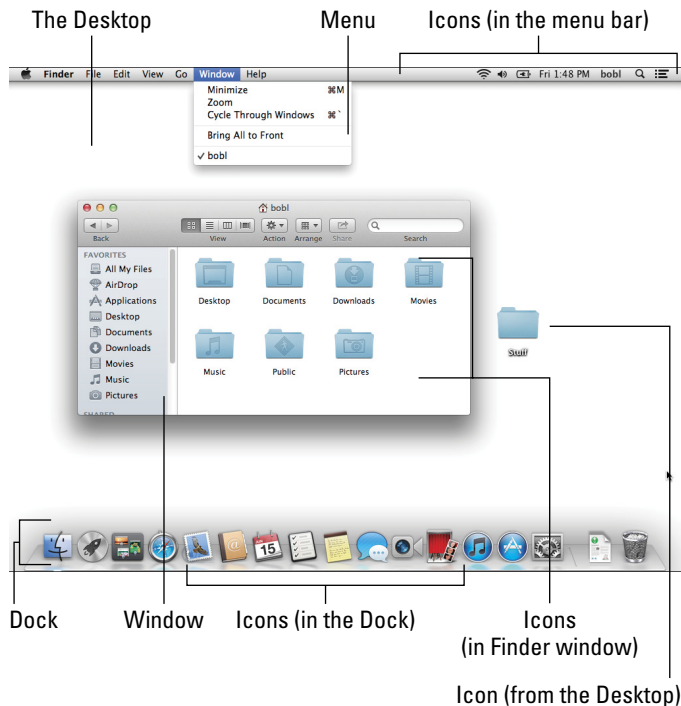 The Desktop Menu Icons (in the menu bar)
Finder File Edit View Go Window Help Fri 1:48 PM bobl
Minimize ⌘M
Zoom
Cycle Through Windows ⌘`
Bring All to Front
✓ bobl
bobl
Back View Action Arrange Share Search
FAVORITES
All My Files
AirDrop
Applications
Desktop
Documents
Downloads
Movies
Music
Pictures
SHARED
Desktop Documents Downloads Movies
Music Public Pictures
Stuff
15
Dock Window Icons (in the Dock) Icons
(in Finder window)
Icon (from the Desktop)